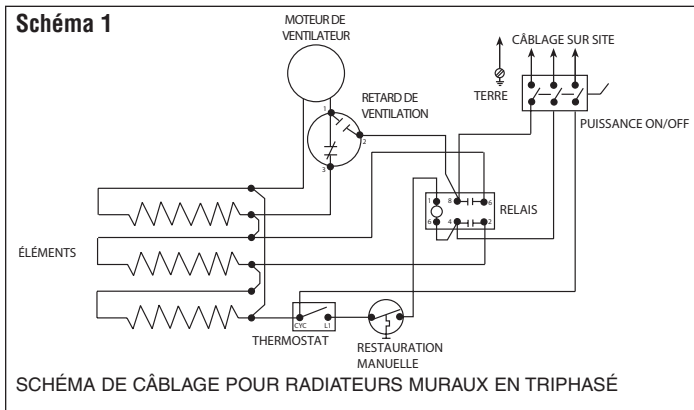 Schéma 1
MOTEUR DE
VENTILATEUR
CÂBLAGE SUR SITE
TERRE
PUISSANCE ON/OFF
RETARD DE
VENTILATION
1
2
3
1 8 6
6 4 2
RELAIS
ÉLÉMENTS
CYC L1
THERMOSTAT
RESTAURATION
MANUELLE
SCHÉMA DE CÂBLAGE POUR RADIATEURS MURAUX EN TRIPHASÉ